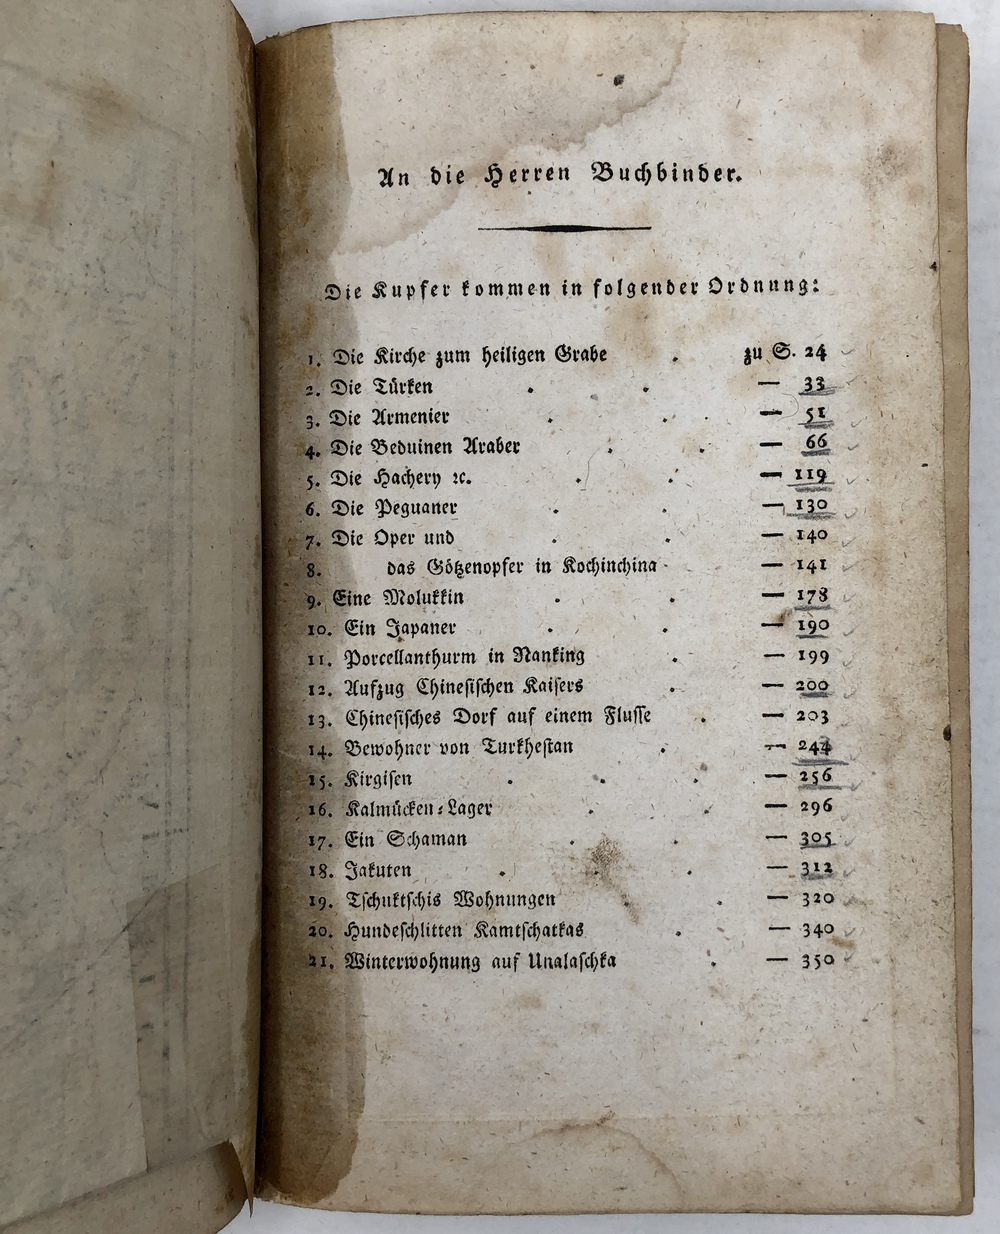 An die Herren Buchbinder.
Die Kupfer kommen in folgender Ordnung:
1. Die Kirche zum heiligen Grabe . zu S. 24
2. Die Türken . . — 33
3. Die Armenier . . — 51
4. Die Beduinen Araber . . — 66
5. Die Hachery ꝛc. . . — 119
6. Die Peguaner . . — 130
7. Die Oper und . . — 140
8. das Götzenopfer in Kochinchina . — 141
9. Eine Molukkin . . — 178
10. Ein Japaner . . — 190
11. Porcellanthurm in Nanking . — 199
12. Aufzug Chinesischen Kaisers . — 200
13. Chinesisches Dorf auf einem Flusse . — 203
14. Bewohner von Turkhestan . — 244
15. Kirgisen . . . — 256
16. Kalmücken-Lager . . — 296
17. Ein Schaman . . — 305
18. Jakuten . . . — 312
19. Tschuktschis Wohnungen . . — 320
20. Hundeschlitten Kamtschatkas . — 340
21. Winterwohnung auf Unalaschka . — 350